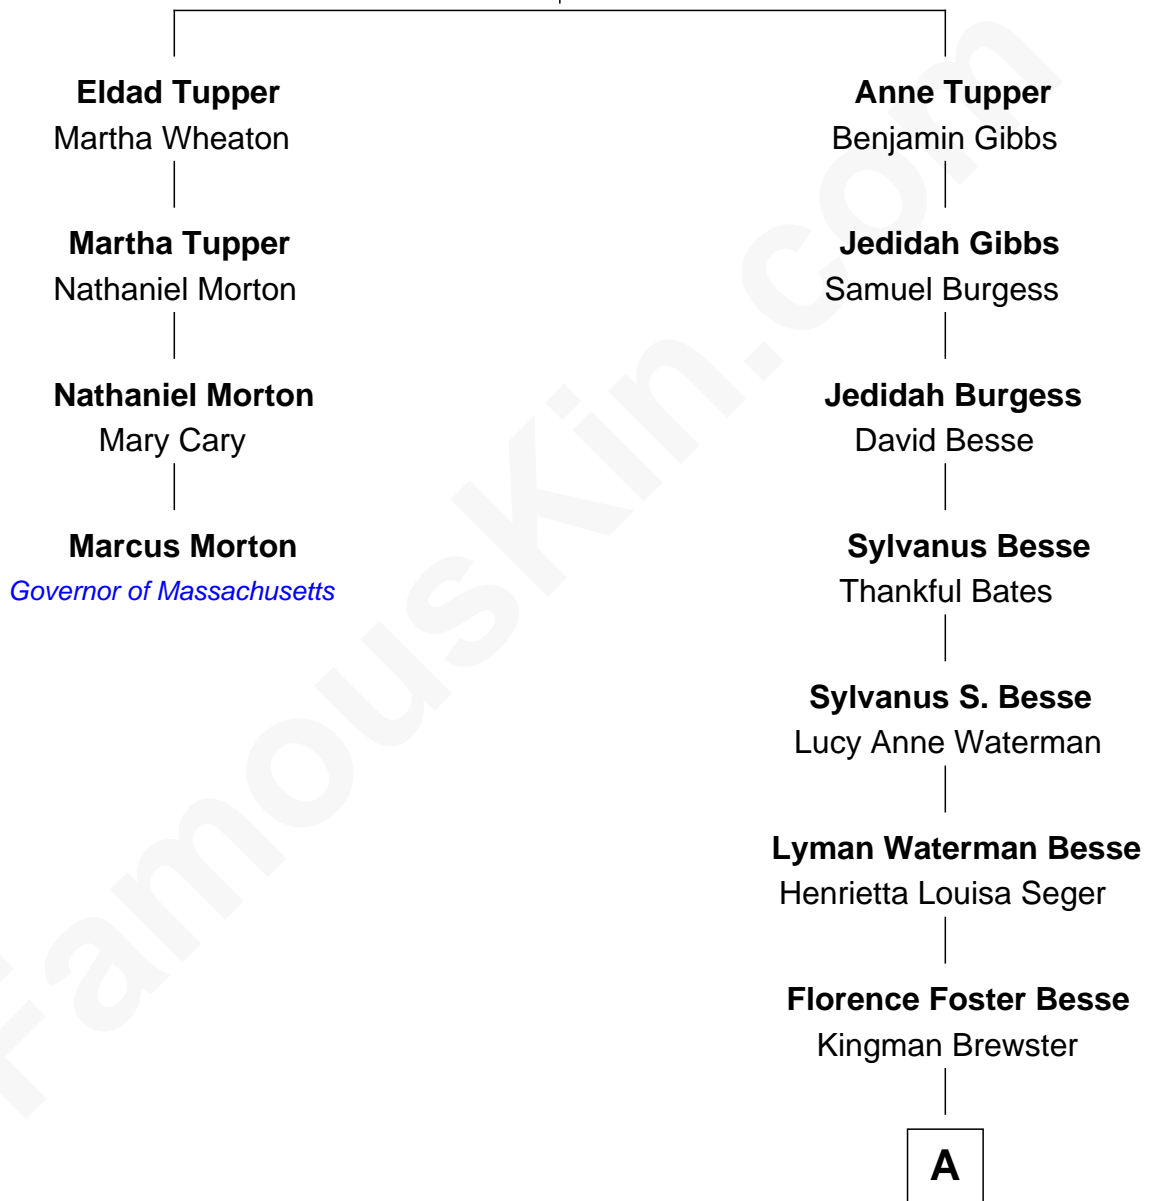 Eldad Tupper
Martha Wheaton
Martha Tupper
Nathaniel Morton
Nathaniel Morton
Mary Cary
Marcus Morton
Governor of Massachusetts
Anne Tupper
Benjamin Gibbs
Jedidah Gibbs
Samuel Burgess
Jedidah Burgess
David Besse
Sylvanus Besse
Thankful Bates
Sylvanus S. Besse
Lucy Anne Waterman
Lyman Waterman Besse
Henrietta Louisa Seger
Florence Foster Besse
Kingman Brewster
A
FamousKin.com